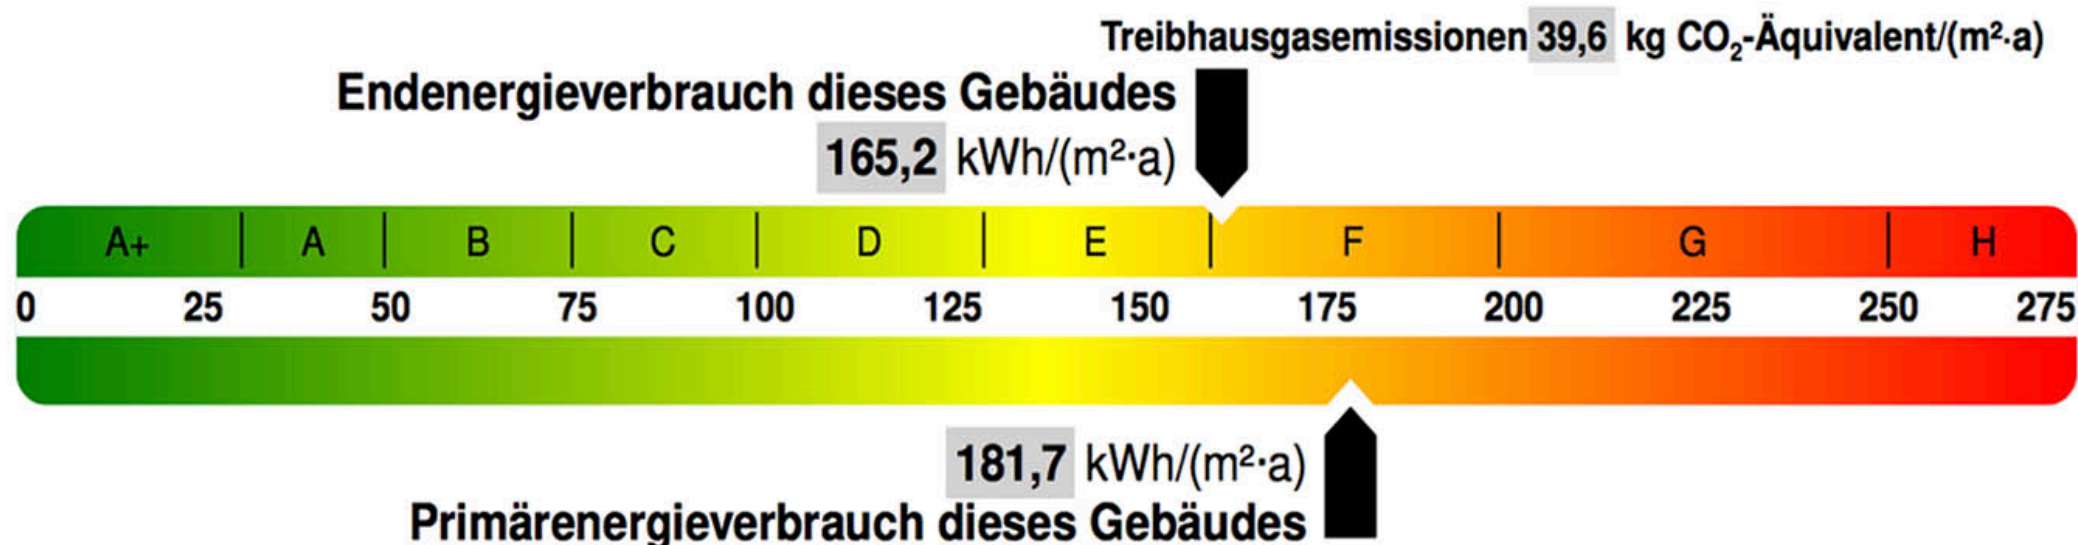 Treibhausgasemissionen 39,6 kg CO₂-Äquivalent/(m²·a)
Endenergieverbrauch dieses Gebäudes
165,2 kWh/(m²·a)
A+ A B C D E F G H
0 25 50 75 100 125 150 175 200 225 250 275
181,7 kWh/(m²·a)
Primärenergieverbrauch dieses Gebäudes